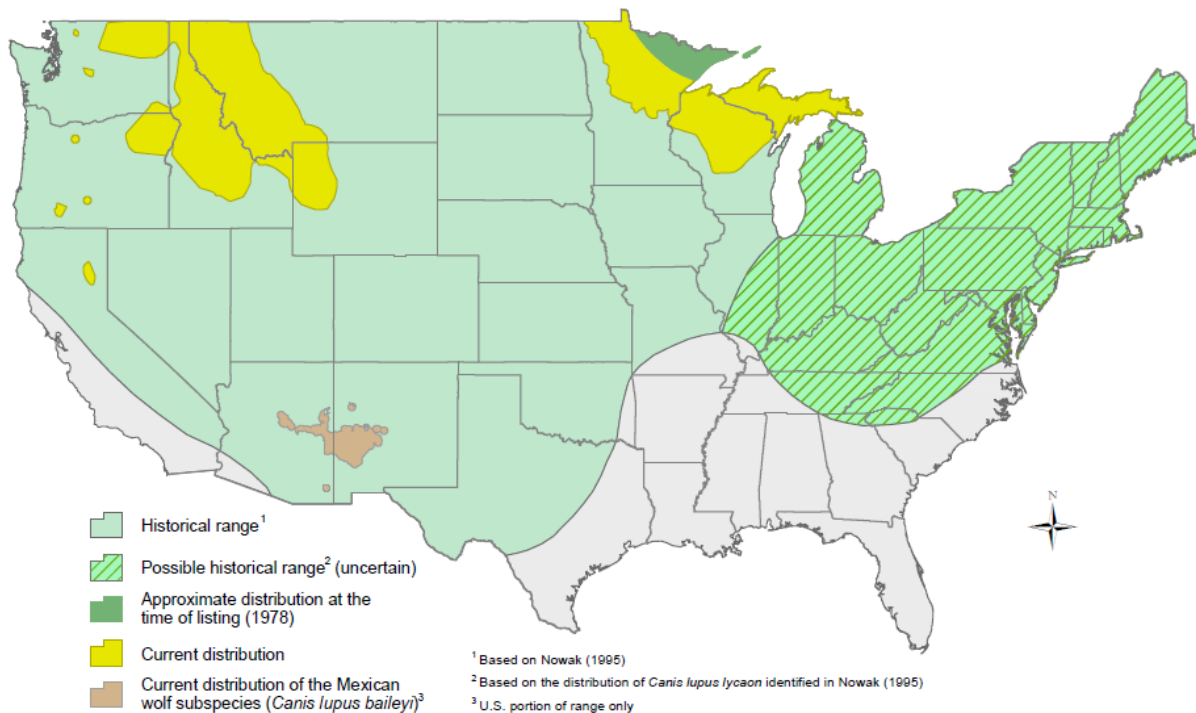 N
Historical range¹
Possible historical range² (uncertain)
Approximate distribution at the
time of listing (1978)
Current distribution
Current distribution of the Mexican
wolf subspecies (Canis lupus baileyi)³
¹ Based on Nowak (1995)
² Based on the distribution of Canis lupus lycaon identified in Nowak (1995)
³ U.S. portion of range only